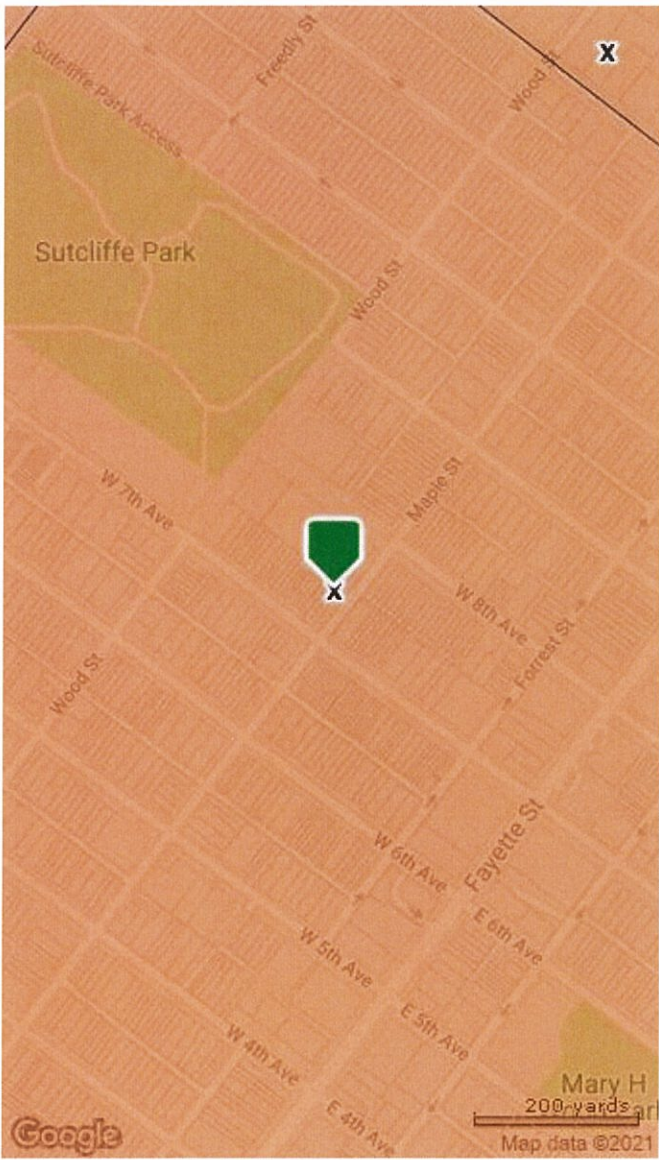 Freedly St
Wood St
X
Sutcliffe Park Access
Sutcliffe Park
Wood St
Maple St
W 7th Ave
X
W 8th Ave
Forrest St
Wood St
Fayette St
W 6th Ave
E 6th Ave
W 5th Ave
E 5th Ave
W 4th Ave
Mary H
200 yards
E 4th Ave
Google
Map data ©2021